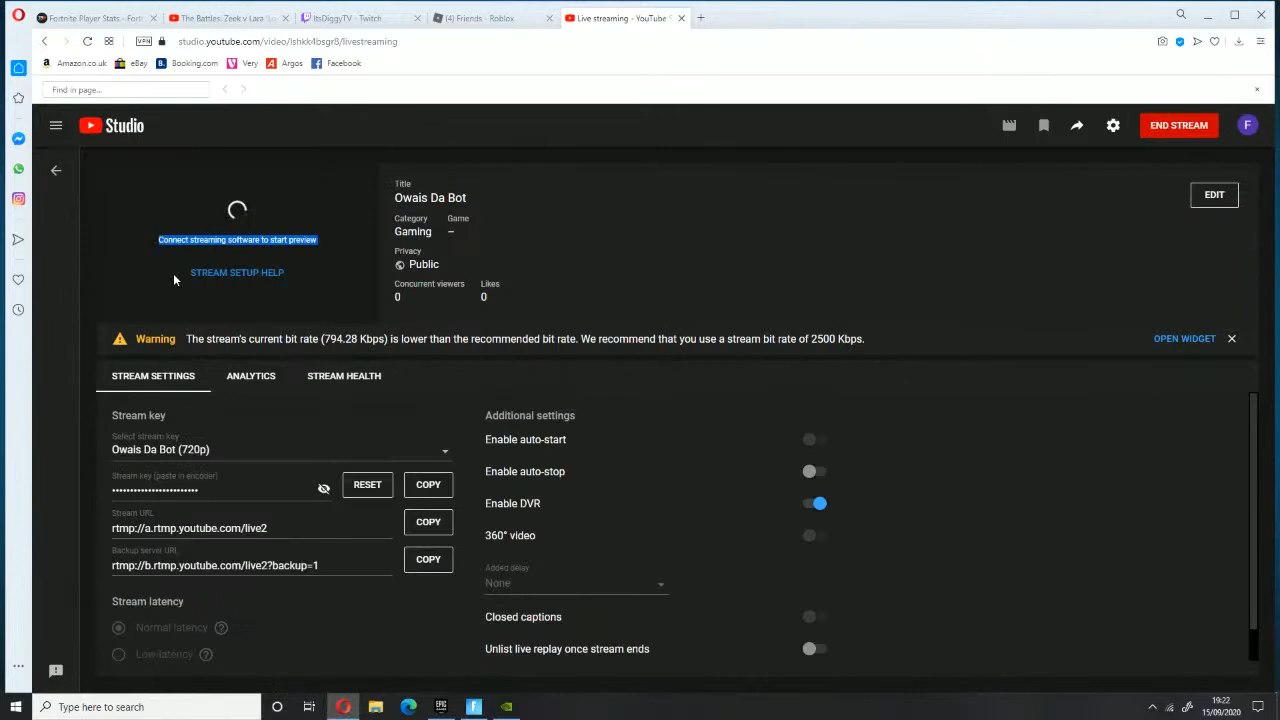 Fortnite Player Stats - Fort
The Battles: Zeek v Lara
ItsDiggyTV - Twitch
(4) Friends - Roblox
Live streaming - YouTube
VPN
studio.youtube.com/video/Ishkk4bsgr8/livestreaming
Amazon.co.uk
eBay
Booking.com
Very
Argos
Facebook
Find in page...
Studio
END STREAM
F
Title
Owais Da Bot
EDIT
Category
Game
Gaming
–
Privacy
Public
Concurrent viewers
Likes
0
0
Connect streaming software to start preview
STREAM SETUP HELP
Warning
The stream's current bit rate (794.28 Kbps) is lower than the recommended bit rate. We recommend that you use a stream bit rate of 2500 Kbps.
OPEN WIDGET
STREAM SETTINGS
ANALYTICS
STREAM HEALTH
Stream key
Select stream key
Owais Da Bot (720p)
Stream key (paste in encoder)
••••••••••••••••••••••••
RESET
COPY
Stream URL
rtmp://a.rtmp.youtube.com/live2
COPY
Backup server URL
rtmp://b.rtmp.youtube.com/live2?backup=1
COPY
Stream latency
Normal latency
Low-latency
Additional settings
Enable auto-start
Enable auto-stop
Enable DVR
360° video
Added delay
None
Closed captions
Unlist live replay once stream ends
Type here to search
EPIC
19:22
15/09/2020